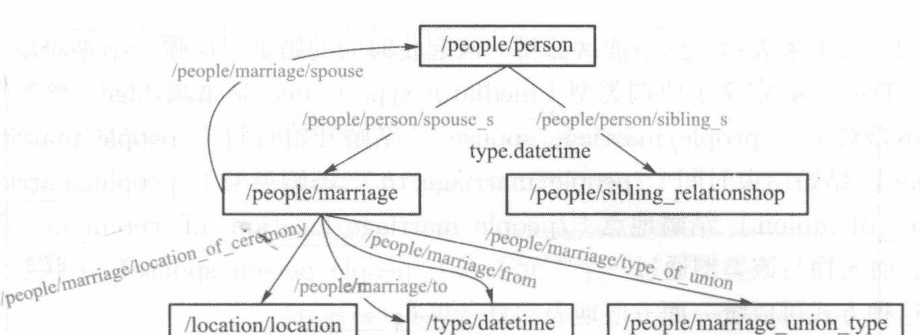 /people/person
/people/marriage/spouse
/people/person/spouse_s
/people/person/sibling_s
type.datetime
/people/marriage
/people/sibling_relationshop
/people/marriage/location_of_ceremony
/people/marriage/from
/people/marriage/type_of_union
/people/marriage/to
/location/location
/type/datetime
/people/marriage_union_type